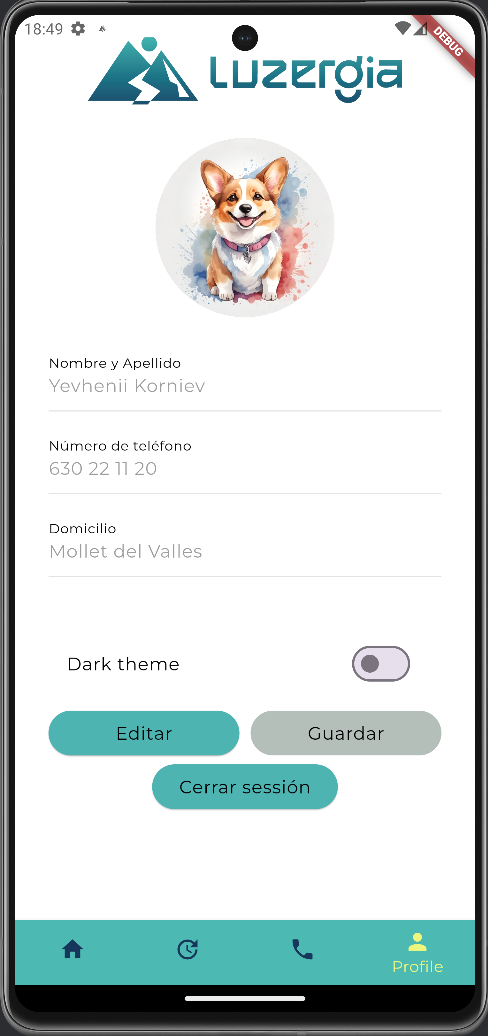 18:49
DEBUG
Luzergia
Nombre y Apellido
Yevhenii Korniev
Número de teléfono
630 22 11 20
Domicilio
Mollet del Valles
Dark theme
Editar
Guardar
Cerrar sessión
Profile